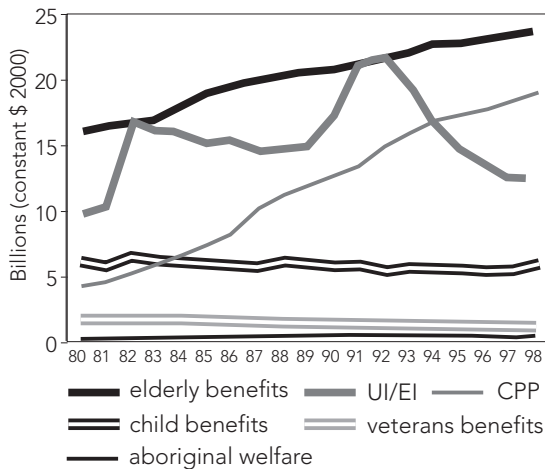 Billions (constant $ 2000)
25
20
15
10
5
0
80 81 82 83 84 85 86 87 88 89 90 91 92 93 94 95 96 97 98
elderly benefits UI/EI CPP
child benefits veterans benefits
aboriginal welfare